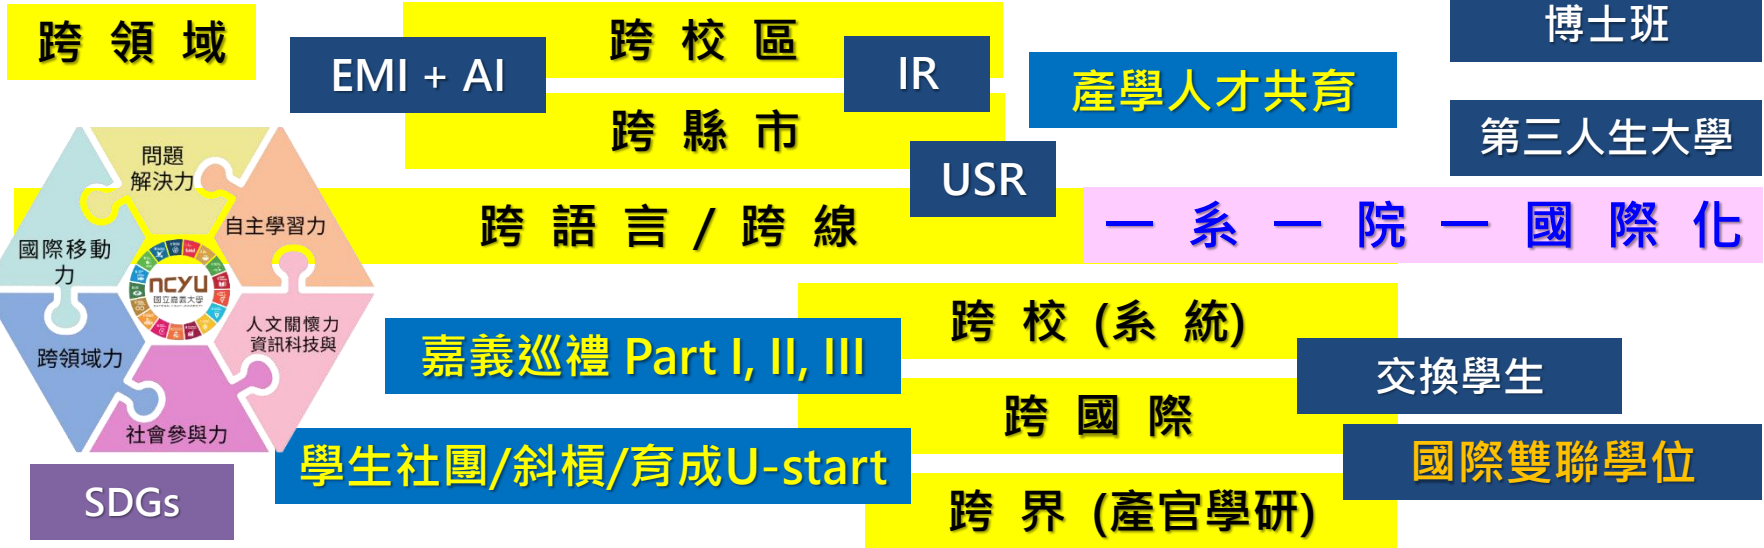 跨 領 域
EMI + AI
跨 校 區
IR
產學人才共育
博士班
跨 縣 市
第三人生大學
USR
跨 語 言 / 跨 線
一 系 一 院 一 國 際 化
問題
解決力
自主學習力
國際移動
力
ncyu
國立嘉義大學
人文關懷力
資訊科技與
跨領域力
社會參與力
跨 校 (系 統)
嘉義巡禮 Part I, II, III
交換學生
跨 國 際
學生社團/斜槓/育成U-start
國際雙聯學位
SDGs
跨 界 (產官學研)